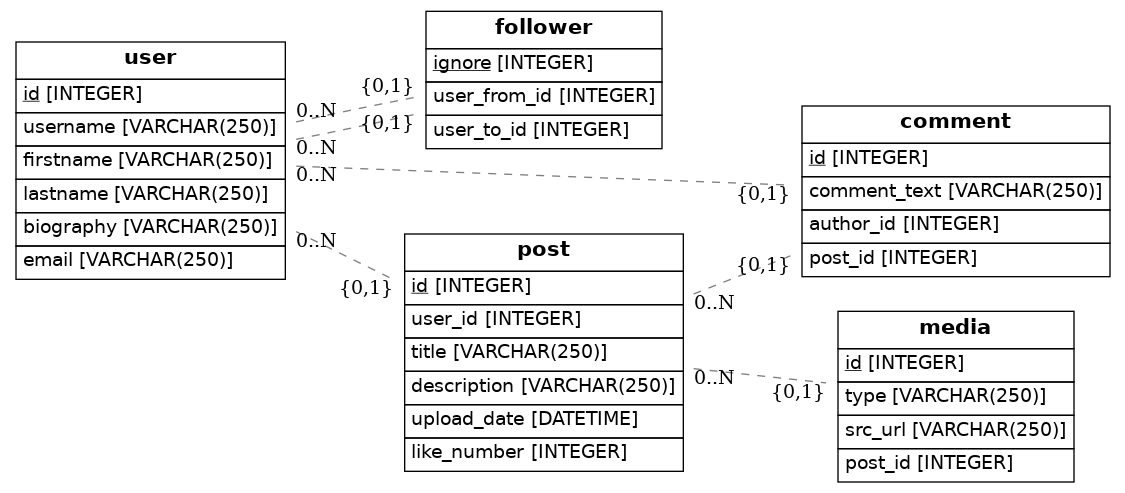 user
id [INTEGER]
username [VARCHAR(250)]
firstname [VARCHAR(250)]
lastname [VARCHAR(250)]
biography [VARCHAR(250)]
email [VARCHAR(250)]
follower
ignore [INTEGER]
user_from_id [INTEGER]
user_to_id [INTEGER]
{0,1}
0..N
{0,1}
0..N
0..N
{0,1}
0..N
{0,1}
comment
id [INTEGER]
comment_text [VARCHAR(250)]
author_id [INTEGER]
post_id [INTEGER]
post
id [INTEGER]
user_id [INTEGER]
title [VARCHAR(250)]
description [VARCHAR(250)]
upload_date [DATETIME]
like_number [INTEGER]
{0,1}
0..N
0..N
{0,1}
media
id [INTEGER]
type [VARCHAR(250)]
src_url [VARCHAR(250)]
post_id [INTEGER]